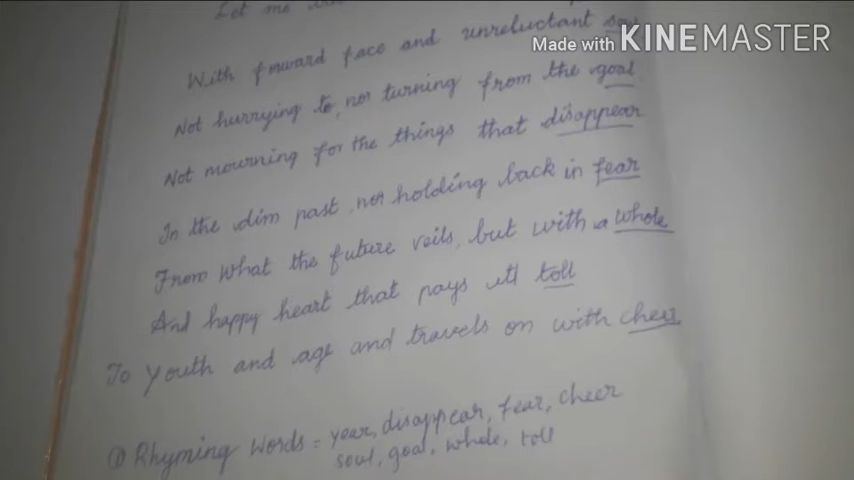 Let me
With forward face and unreluctant soul
Made with KINEMASTER
Not hurrying to, nor turning from the goal
Not mourning for the things that disappear
In the dim past, nor holding back in fear
From what the future veils, but with a whole
And happy heart that pays its toll
To youth and age and travels on with cheer
① Rhyming words = year, disappear, fear, cheer
soul, goal, whole, toll